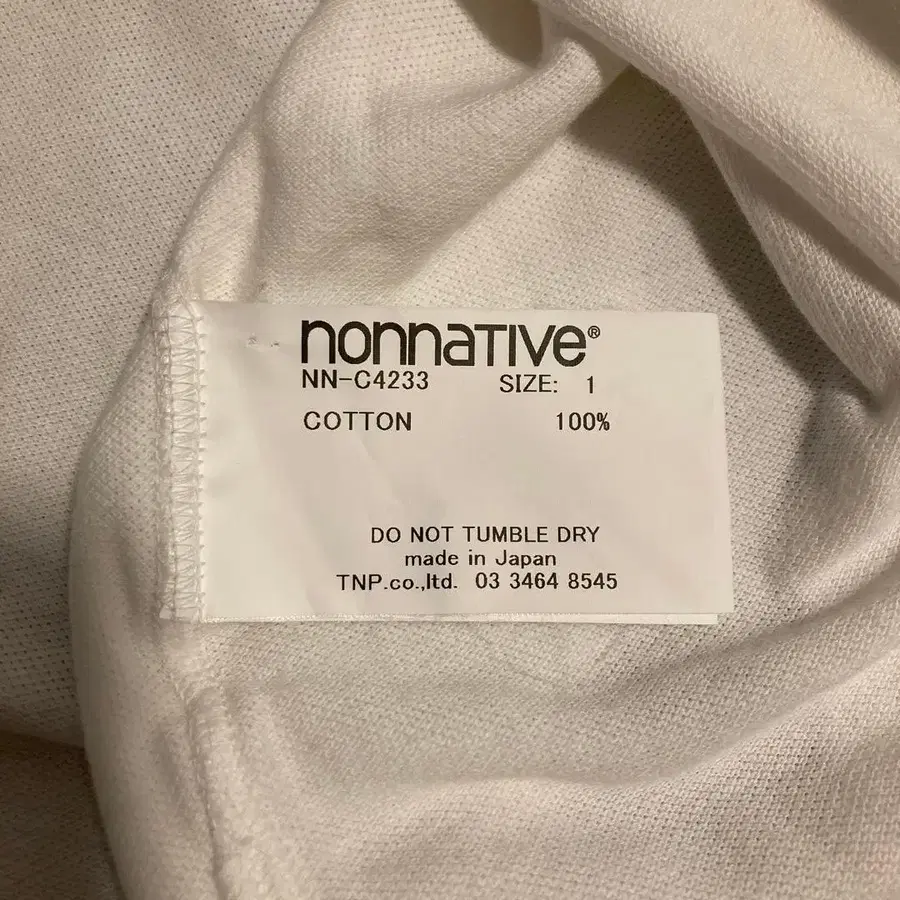 nonnative®
NN-C4233 SIZE: 1
COTTON 100%
DO NOT TUMBLE DRY
made in Japan
TNP.co.,ltd. 03 3464 8545